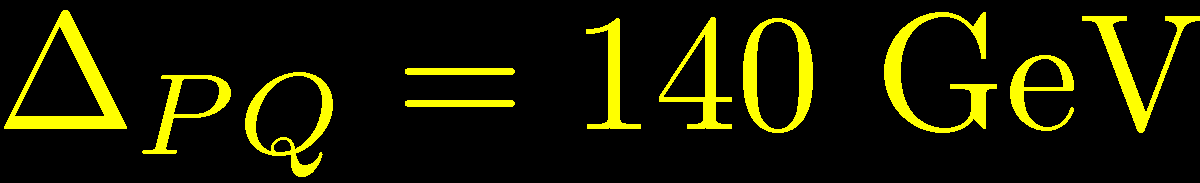 Δ_{PQ} = 140 GeV